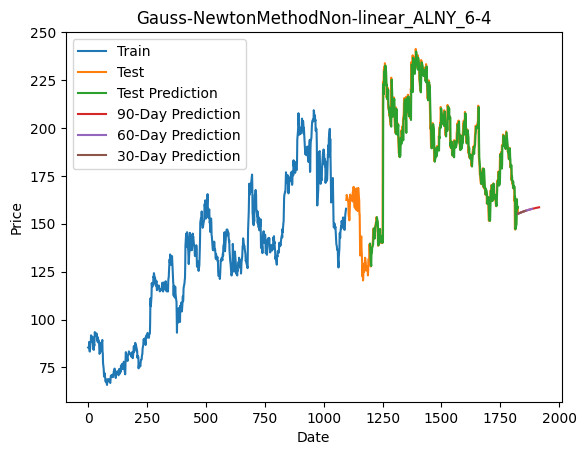 Gauss-NewtonMethodNon-linear_ALNY_6-4
Train
Test
Test Prediction
90-Day Prediction
60-Day Prediction
30-Day Prediction
Price
250
225
200
175
150
125
100
75
0
250
500
750
1000
1250
1500
1750
2000
Date